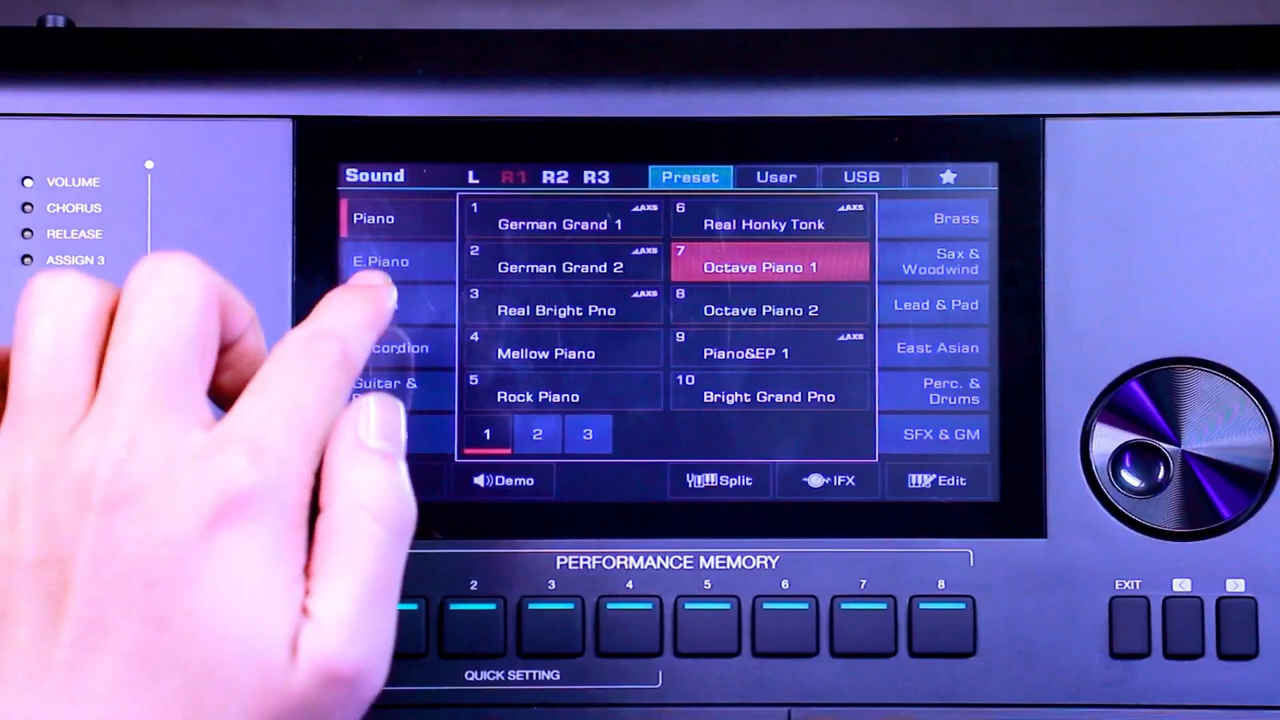 VOLUME
CHORUS
RELEASE
ASSIGN 3
Sound L R1 R2 R3 Preset User USB
Piano
E.Piano
Guitar &
1 AXS
German Grand 1
2 AXS
German Grand 2
3 AXS
Real Bright Pno
4
Mellow Piano
5
Rock Piano
6 AXS
Real Honky Tonk
7
Octave Piano 1
8
Octave Piano 2
9 AXS
Piano&EP 1
10
Bright Grand Pno
1 2 3
Brass
Sax &
Woodwind
Lead & Pad
East Asian
Perc. &
Drums
SFX & GM
Demo Split IFX Edit
PERFORMANCE MEMORY
2 3 4 5 6 7 8
QUICK SETTING
EXIT < >